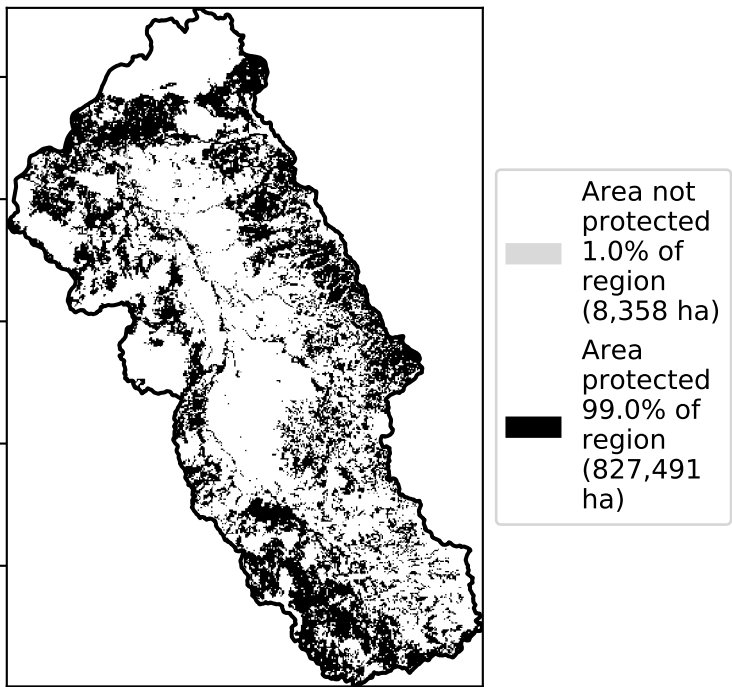 Area not
protected
1.0% of
region
(8,358 ha)
Area
protected
99.0% of
region
(827,491
ha)